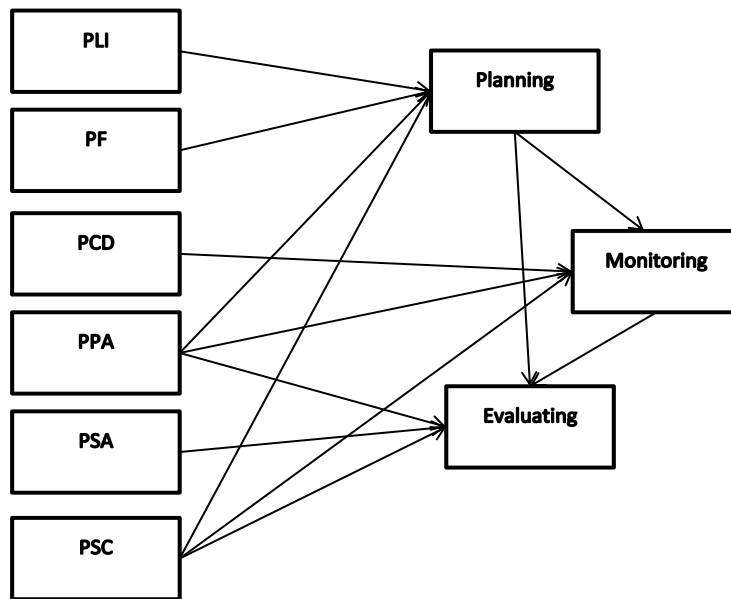 PLI
PF
PCD
PPA
PSA
PSC
Planning
Monitoring
Evaluating